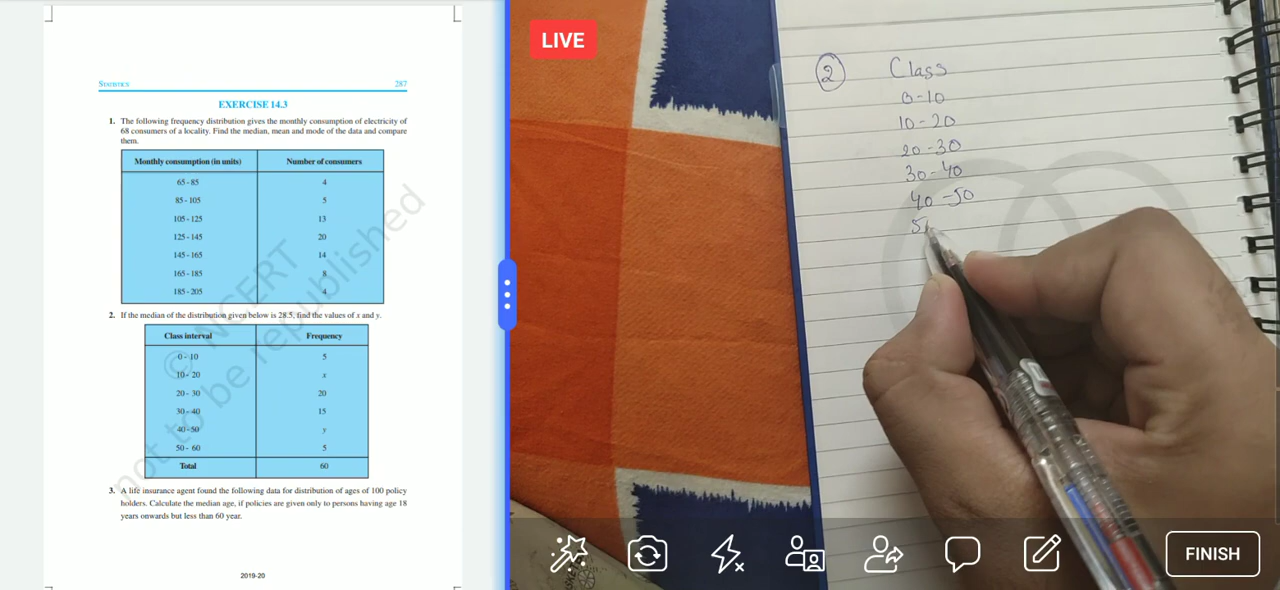 STATISTICS 287
EXERCISE 14.3
1. The following frequency distribution gives the monthly consumption of electricity of
68 consumers of a locality. Find the median, mean and mode of the data and compare
them.
Monthly consumption (in units) Number of consumers
65 - 85 4
85 - 105 5
105 - 125 13
125 - 145 20
145 - 165 14
165 - 185 8
185 - 205 4
2. If the median of the distribution given below is 28.5, find the values of x and y.
Class interval Frequency
0 - 10 5
10 - 20 x
20 - 30 20
30 - 40 15
40 - 50 y
50 - 60 5
Total 60
3. A life insurance agent found the following data for distribution of ages of 100 policy
holders. Calculate the median age, if policies are given only to persons having age 18
years onwards but less than 60 year.
© NCERT
not to be republished
2019-20
LIVE
2 Class
0-10
10-20
20-30
30-40
40-50
5
FINISH